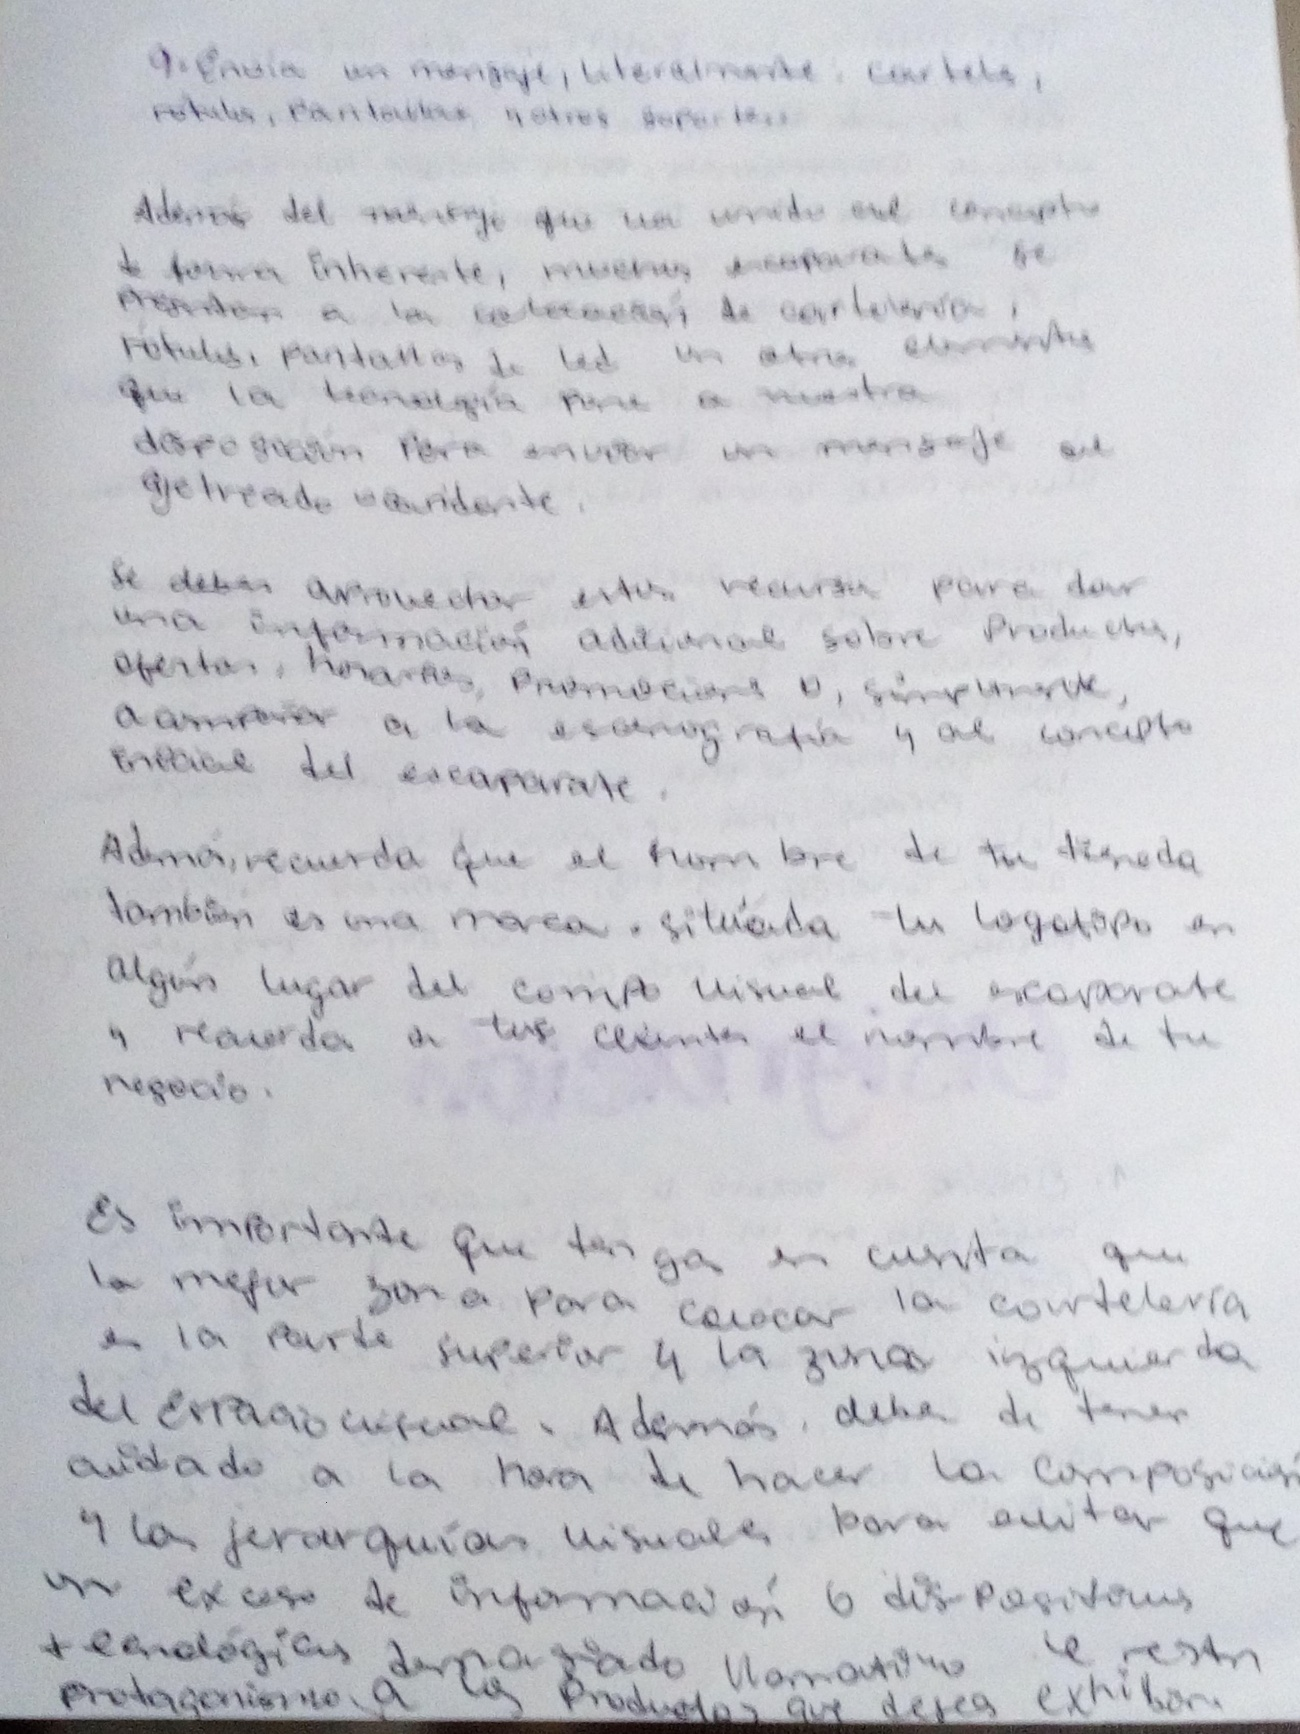 9. Envía un mensaje, literalmente. carteles,
rótulos, Pantallas y otros soportes
Además del mensaje que va unido al concepto
de forma inherente, muchos escaparates se
prestan a la colocación de cartelería,
rótulos, pantallas de led un otros elementos
que la tecnología pone a nuestra
disposición para enviar un mensaje al
ajetreado viandante.
Se deben aprovechar estos recursos para dar
una información adicional sobre Productos,
ofertas, horarios, promociones o, simplemente,
acompañar a la escenografía y al concepto
inicial del escaparate.
Además, recuerda que el nombre de tu tieneda
también es una marca. situada tu logotipo en
algún lugar del campo visual del escaparate
y recuerda a tus clientes el nombre de tu
negocio.
Es importante que tenga en cuenta que
la mejor zona para colocar la cartelería
es la parte superior y la zona izquierda
del espacio visual. Además, debe de tener
cuidado a la hora de hacer la composición
y las jerarquías visuales para evitar que
un exceso de información ó dispositivos
tecnológicos demasiado llamativo le resten
protagonismo a los productos que desea exhibir.